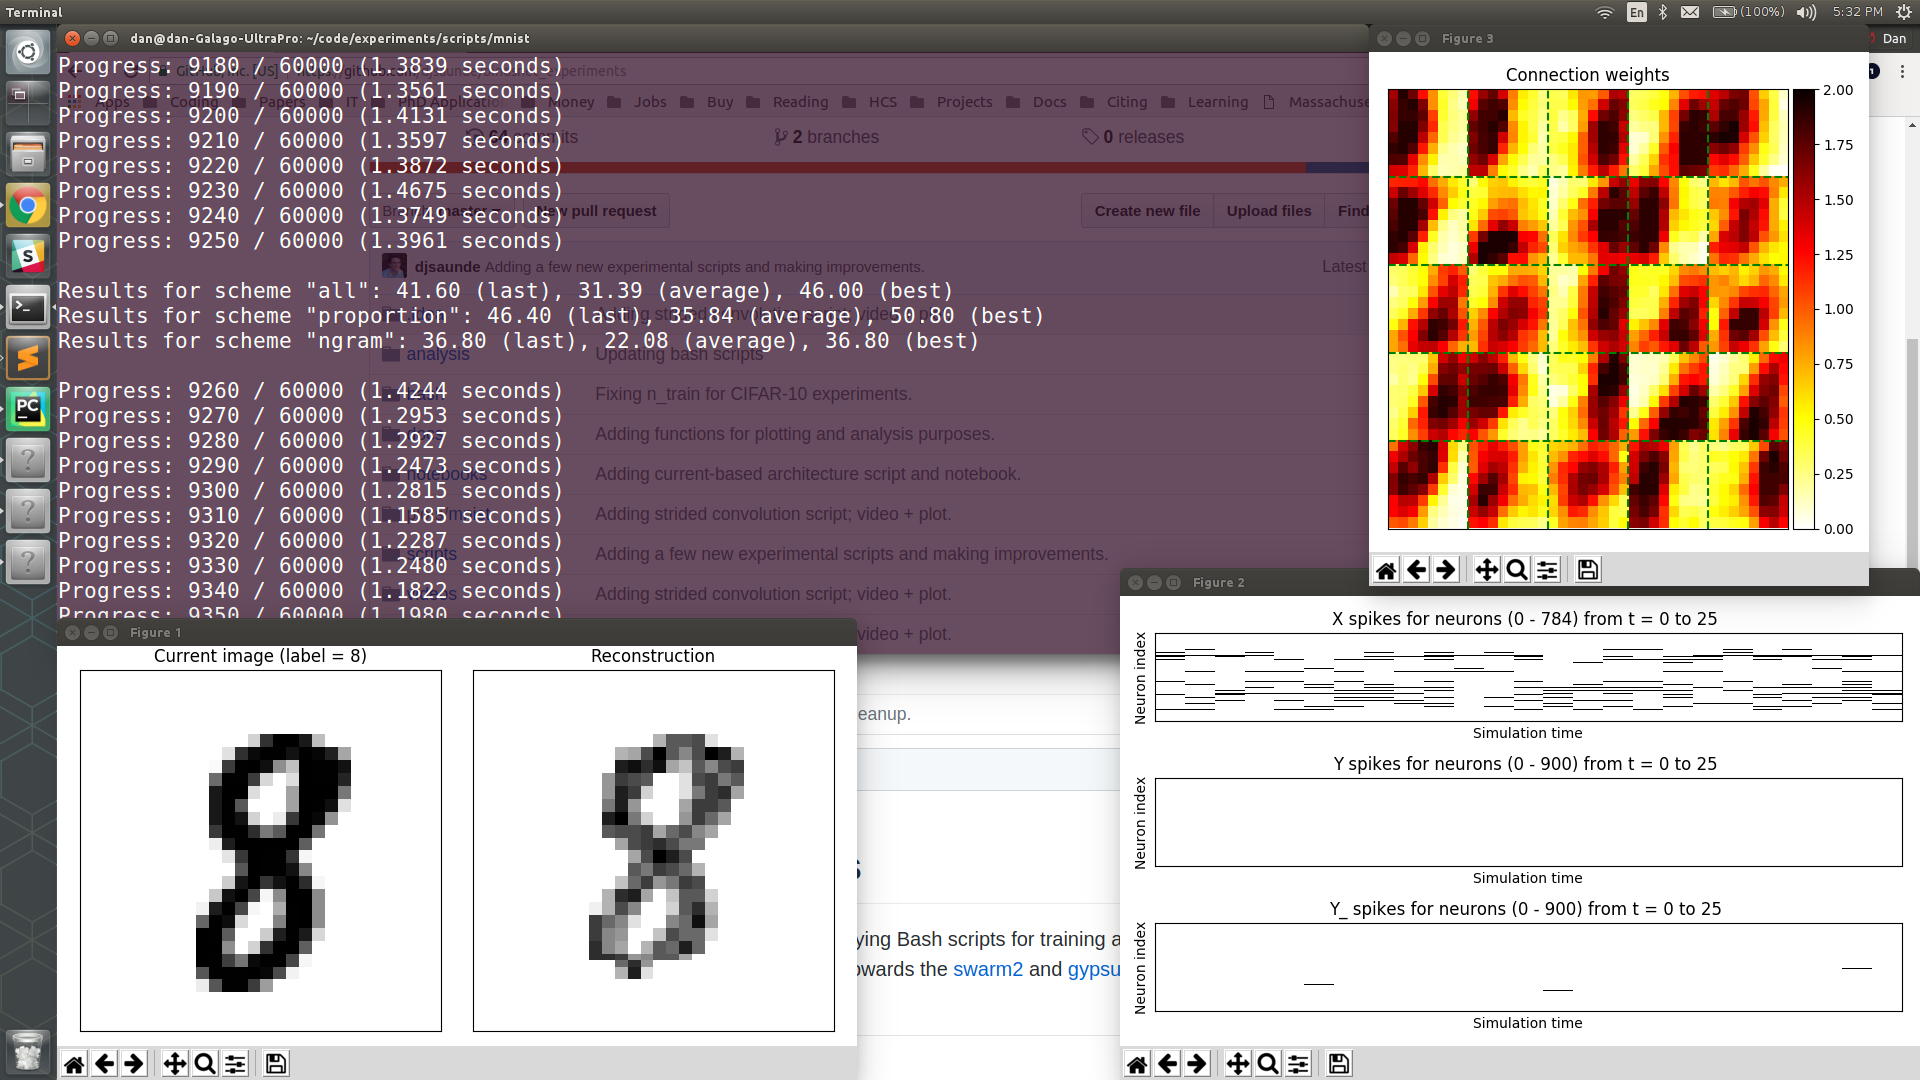 Terminal
En
(100%)
5:32 PM
dan@dan-Galago-UltraPro: ~/code/experiments/scripts/mnist
Progress: 9180 / 60000 (1.3839 seconds)
Progress: 9190 / 60000 (1.3561 seconds)
Progress: 9200 / 60000 (1.4131 seconds)
Progress: 9210 / 60000 (1.3597 seconds)
Progress: 9220 / 60000 (1.3872 seconds)
Progress: 9230 / 60000 (1.4675 seconds)
Progress: 9240 / 60000 (1.3749 seconds)
Progress: 9250 / 60000 (1.3961 seconds)
Results for scheme "all": 41.60 (last), 31.39 (average), 46.00 (best)
Results for scheme "proportion": 46.40 (last), 35.84 (average), 50.80 (best)
Results for scheme "ngram": 36.80 (last), 22.08 (average), 36.80 (best)
Progress: 9260 / 60000 (1.4244 seconds)
Progress: 9270 / 60000 (1.2953 seconds)
Progress: 9280 / 60000 (1.2927 seconds)
Progress: 9290 / 60000 (1.2473 seconds)
Progress: 9300 / 60000 (1.2815 seconds)
Progress: 9310 / 60000 (1.1585 seconds)
Progress: 9320 / 60000 (1.2287 seconds)
Progress: 9330 / 60000 (1.2480 seconds)
Progress: 9340 / 60000 (1.1822 seconds)
Progress: 9350 / 60000 (1.1980 seconds)
Apps Coding Papers IT PhD Applicatio Money Jobs Buy Reading HCS Projects Docs Citing Learning Massachuse
64 commits 2 branches 0 releases
master New pull request Create new file Upload files Find
djsaunde Adding a few new experimental scripts and making improvements. Latest
analysis Updating bash scripts
bash Fixing n_train for CIFAR-10 experiments.
Adding functions for plotting and analysis purposes.
notebooks Adding current-based architecture script and notebook.
Adding strided convolution script; video + plot.
scripts Adding a few new experimental scripts and making improvements.
Adding strided convolution script; video + plot.
video + plot.
eanup.
s
ying Bash scripts for training a
owards the swarm2 and gypsu
Dan
Figure 3
Connection weights
2.00
1.75
1.50
1.25
1.00
0.75
0.50
0.25
0.00
Figure 1
Current image (label = 8)
Reconstruction
Figure 2
X spikes for neurons (0 - 784) from t = 0 to 25
Neuron index
Simulation time
Y spikes for neurons (0 - 900) from t = 0 to 25
Neuron index
Simulation time
Y_ spikes for neurons (0 - 900) from t = 0 to 25
Neuron index
Simulation time